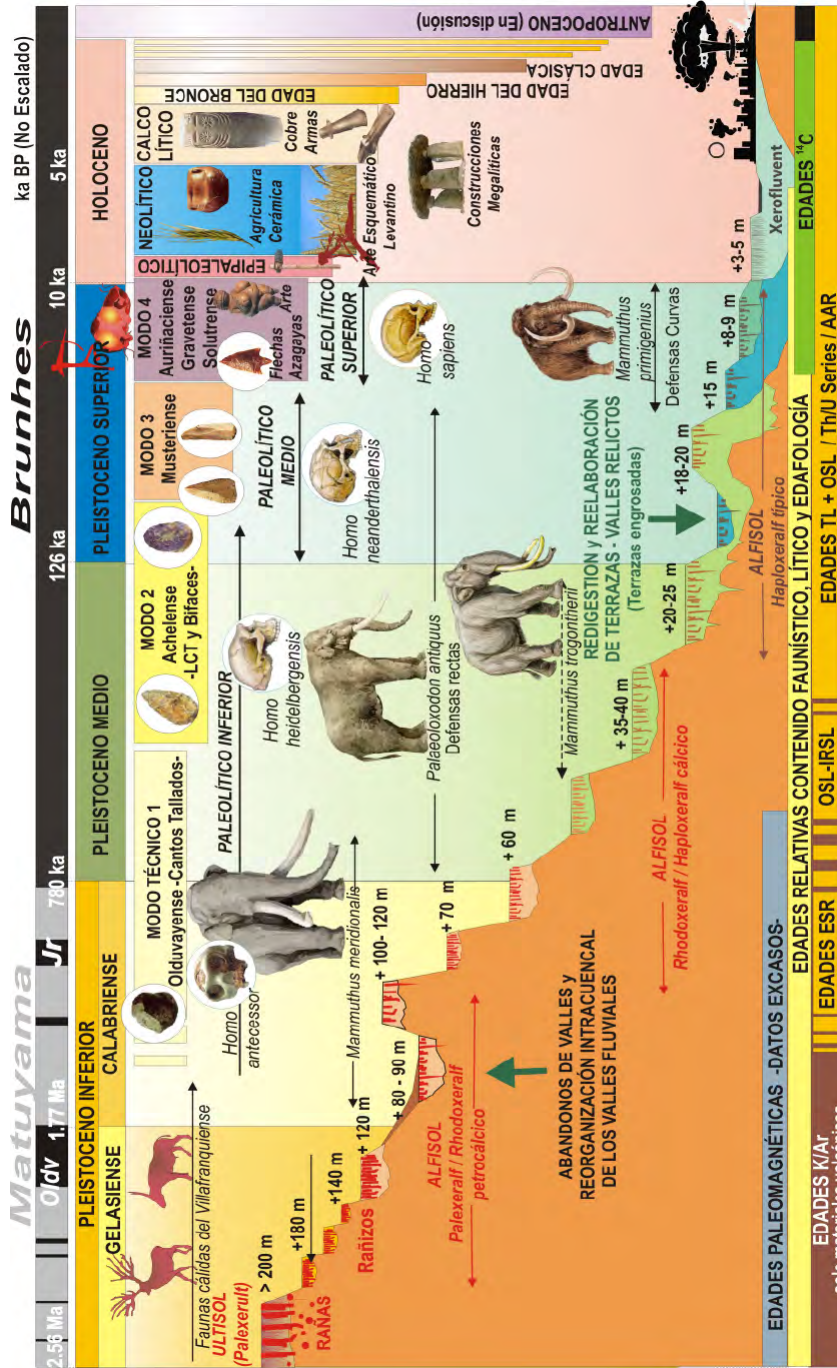 ka BP (No Escalado)
Matuyama
Brunhes
2.56 Ma
Oldv
1.77 Ma
Jr
780 ka
126 ka
10 ka
5 ka
PLEISTOCENO INFERIOR
GELASIENSE
CALABRIENSE
PLEISTOCENO MEDIO
PLEISTOCENO SUPERIOR
HOLOCENO
ANTROPOCENO (En discusión)
MODO TÉCNICO 1
Olduvayense -Cantos Tallados-
MODO 2
Achelense
-LCT y Bifaces-
MODO 3
Musteriense
MODO 4
Auriñaciense
Gravetense
Solutrense
Flechas
Azagayas
Arte
EPIPALEOLÍTICO
NEOLÍTICO
Agricultura
Cerámica
Arte Esquemático
Levantino
CALCO
LÍTICO
Cobre
Armas
Construcciones
Megalíticas
EDAD DEL BRONCE
EDAD DEL HIERRO
EDAD CLÁSICA
PALEOLÍTICO INFERIOR
PALEOLÍTICO
MEDIO
PALEOLÍTICO
SUPERIOR
Homo
antecessor
Homo
heidelbergensis
Homo
neanderthalensis
Homo
sapiens
Faunas cálidas del Villafranquiense
ULTISOL
(Palexerult)
Mammuthus meridionalis
Palaeoloxodon antiquus
Defensas rectas
Mammuthus trogontherii
Mammuthus
primigenius
Defensas Curvas
> 200 m
RAÑAS
+180 m
+140 m
+ 120 m
Rañizos
+ 80 - 90 m
+ 100- 120 m
+ 70 m
+ 60 m
+ 35-40 m
+20-25 m
+18-20 m
+15 m
+8-9 m
+3-5 m
Xerofluvent
REDIGESTION y REELABORACIÓN
DE TERRAZAS - VALLES RELICTOS
(Terrazas engrosadas)
ALFISOL
Palexeralf / Rhodoxeralf
petrocálcico
ABANDONOS DE VALLES y
REORGANIZACIÓN INTRACUENCAL
DE LOS VALLES FLUVIALES
ALFISOL
Rhodoxeralf / Haploxeralf cálcico
ALFISOL
Haploxeralf típico
EDADES PALEOMAGNÉTICAS -DATOS EXCASOS-
EDADES 14C
EDADES RELATIVAS CONTENIDO FAUNÍSTICO, LÍTICO y EDAFOLOGÍA
EDADES K/Ar
EDADES ESR
OSL-IRSL
EDADES TL + OSL / Th/U Series / AAR